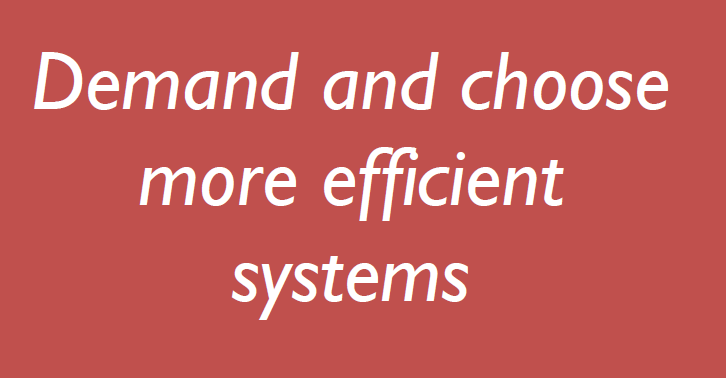 Demand and choose
more efficient
systems